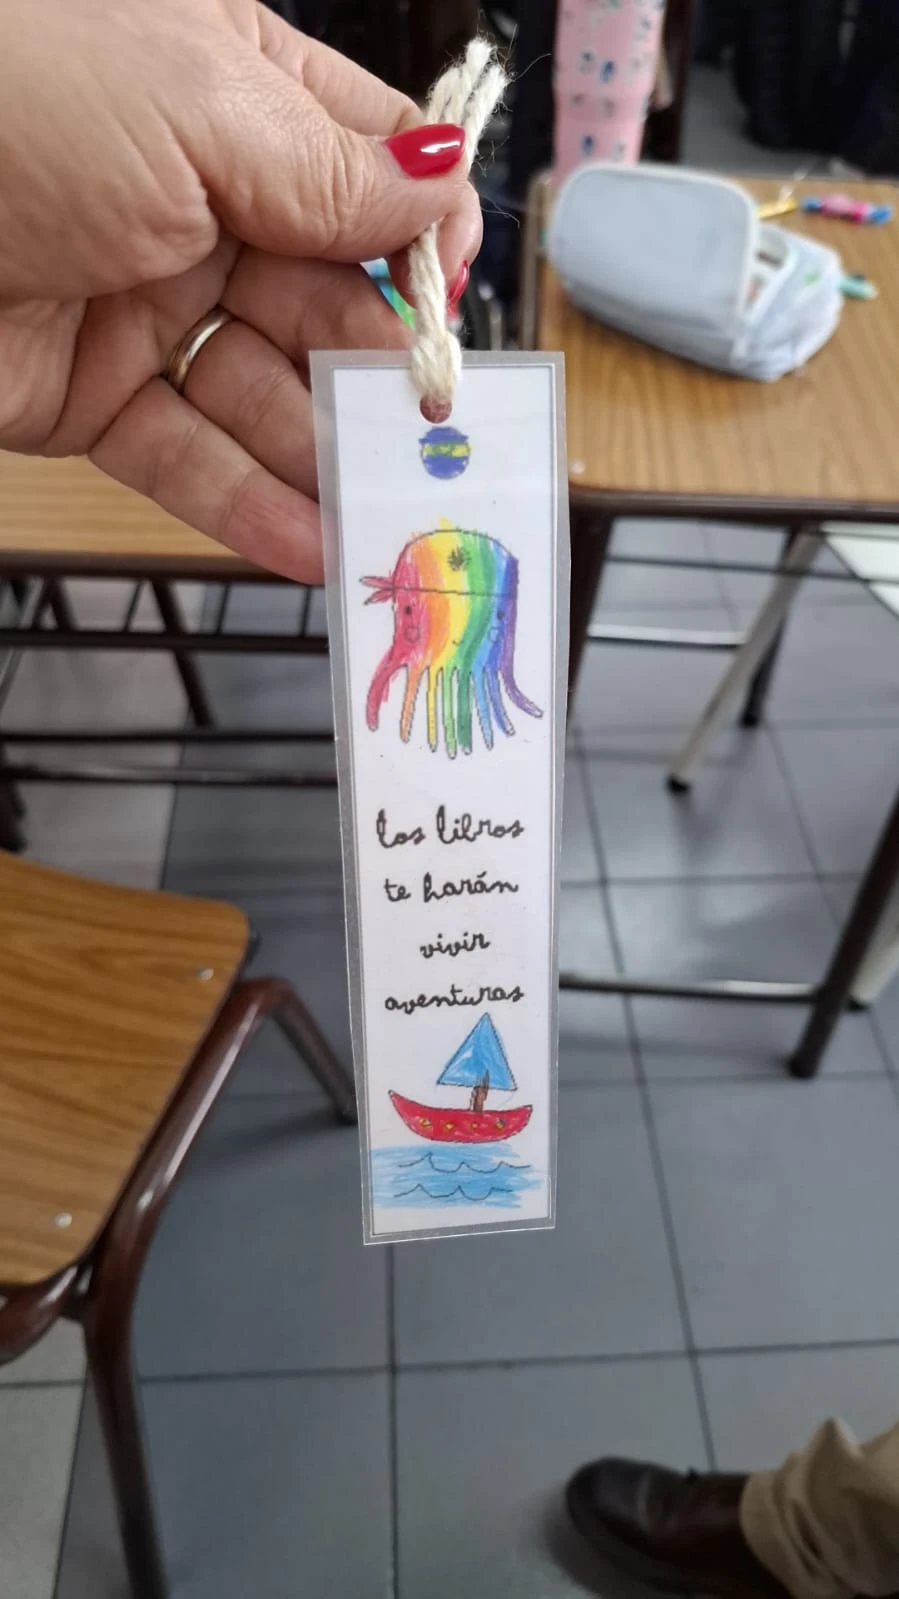 los libros
te harán
vivir
aventuras